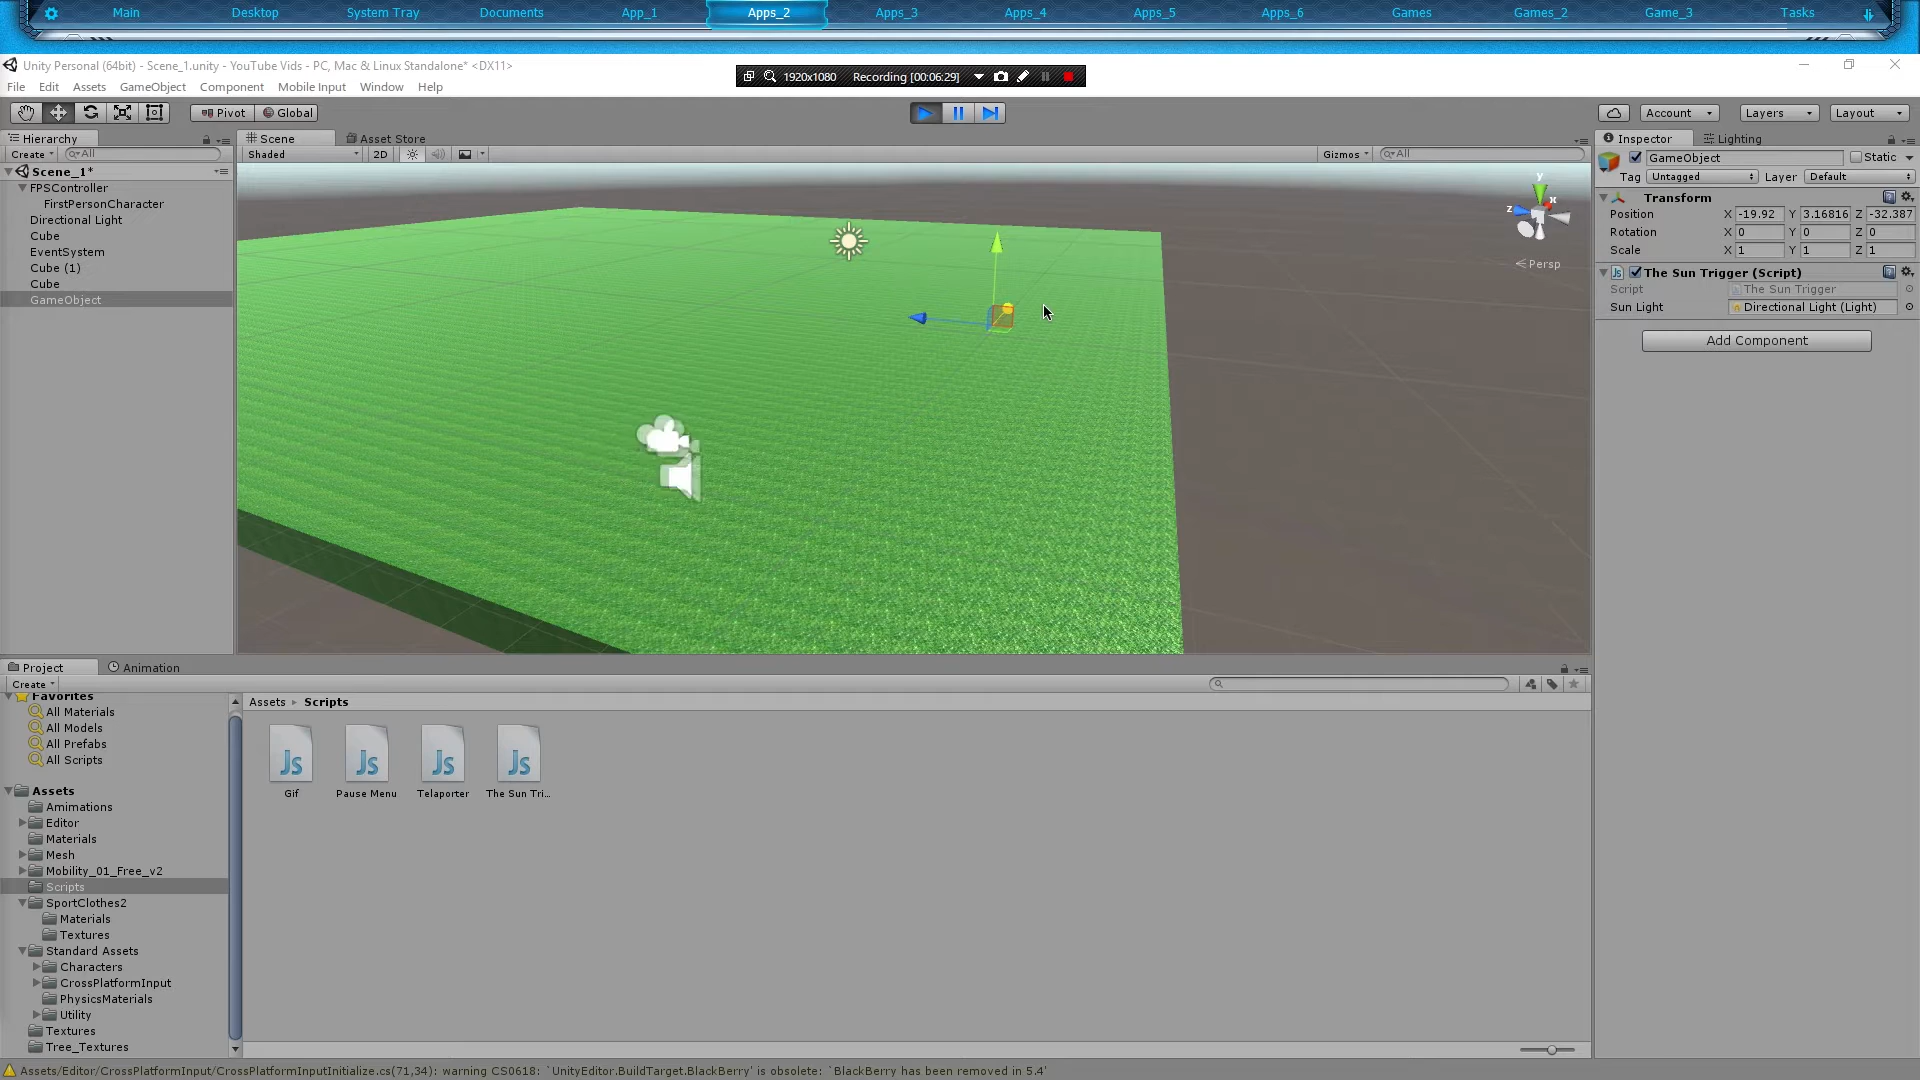 Main Desktop System Tray Documents App_1 Apps_2 Apps_3 Apps_4 Apps_5 Apps_6 Games Games_2 Game_3 Tasks
Unity Personal (64bit) - Scene_1.unity - YouTube Vids - PC, Mac & Linux Standalone* <DX11>
1920x1080 Recording [00:06:29]
File Edit Assets GameObject Component Mobile Input Window Help
Pivot Global Account Layers Layout
Hierarchy Scene Asset Store Inspector Lighting
Create All Shaded 2D Gizmos All
GameObject Static
Tag Untagged Layer Default
Scene_1*
FPSController
FirstPersonCharacter
Directional Light
Cube
EventSystem
Cube (1)
Cube
GameObject
y
x
z
Persp
Transform
Position X -19.92 Y 3.16816 Z -32.387
Rotation X 0 Y 0 Z 0
Scale X 1 Y 1 Z 1
The Sun Trigger (Script)
Script The Sun Trigger
Sun Light Directional Light (Light)
Add Component
Project Animation
Create
Favorites
All Materials
All Models
All Prefabs
All Scripts
Assets
Amimations
Editor
Materials
Mesh
Mobility_01_Free_v2
Scripts
SportClothes2
Materials
Textures
Standard Assets
Characters
CrossPlatformInput
PhysicsMaterials
Utility
Textures
Tree_Textures
Assets Scripts
Js Js Js Js
Gif Pause Menu Telaporter The Sun Tri...
Assets/Editor/CrossPlatformInput/CrossPlatformInputInitialize.cs(71,34): warning CS0618: `UnityEditor.BuildTarget.BlackBerry' is obsolete: `BlackBerry has been removed in 5.4'